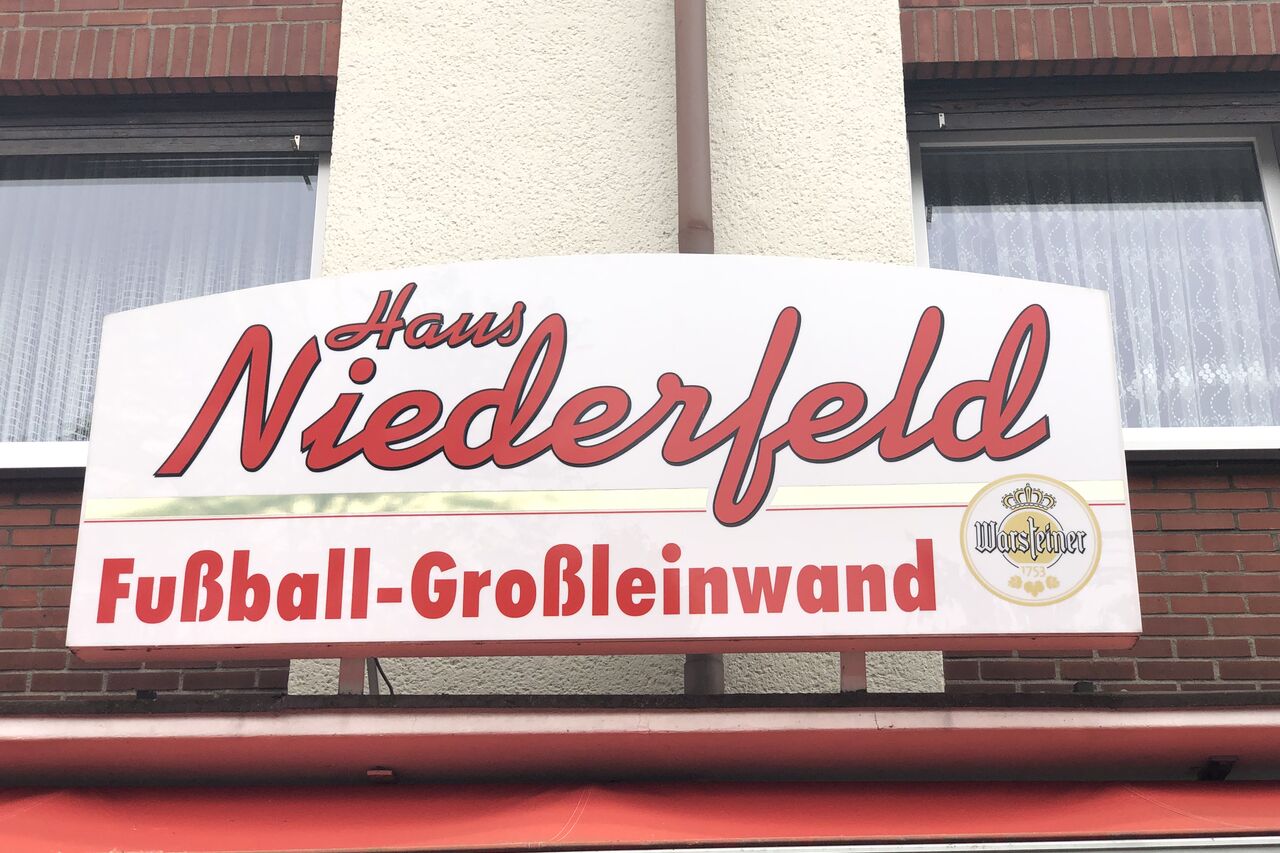 Haus
Niederfeld
Fußball-Großleinwand
Warsteiner
1753